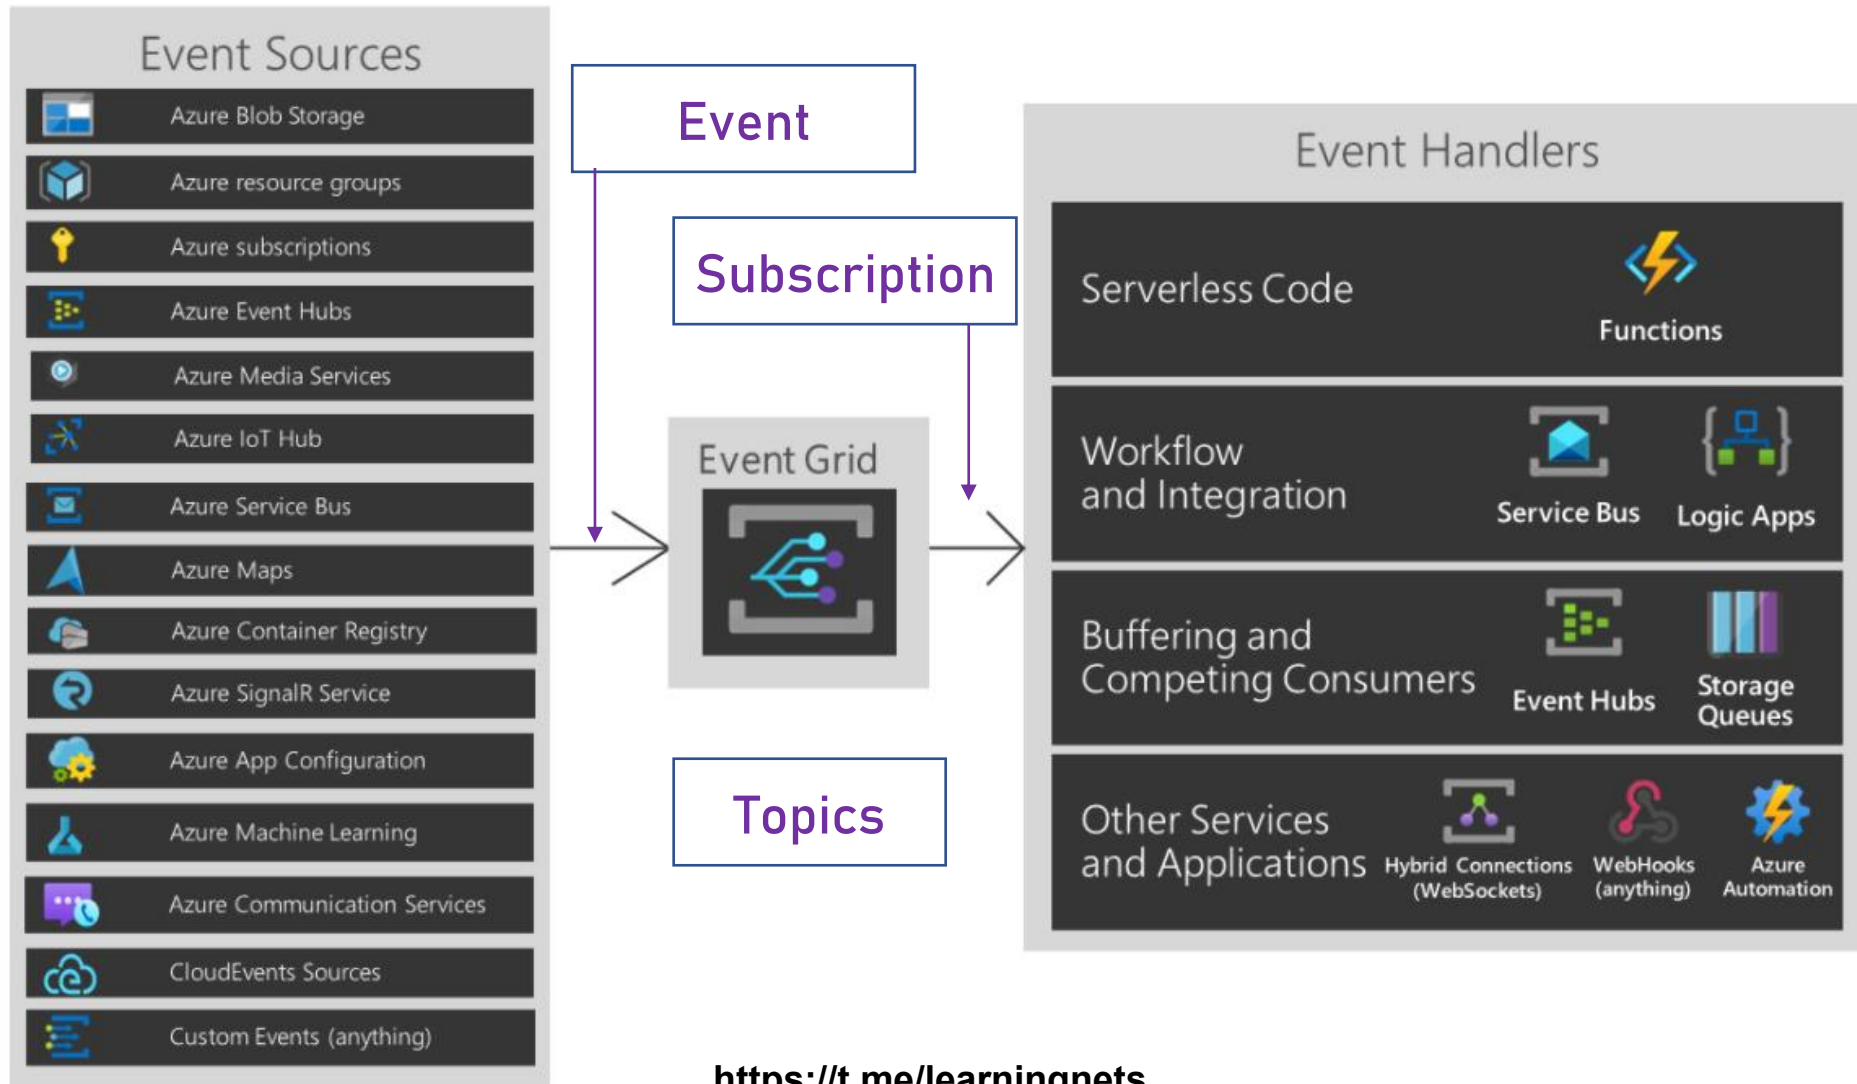 Event Sources
Azure Blob Storage
Azure resource groups
Azure subscriptions
Azure Event Hubs
Azure Media Services
Azure IoT Hub
Azure Service Bus
Azure Maps
Azure Container Registry
Azure SignalR Service
Azure App Configuration
Azure Machine Learning
Azure Communication Services
CloudEvents Sources
Custom Events (anything)
Event
Subscription
Event Grid
Topics
Event Handlers
Serverless Code
Functions
Workflow
and Integration
Service Bus
Logic Apps
Buffering and
Competing Consumers
Event Hubs
Storage
Queues
Other Services
and Applications
Hybrid Connections
(WebSockets)
WebHooks
(anything)
Azure
Automation
https://t.me/learningnets